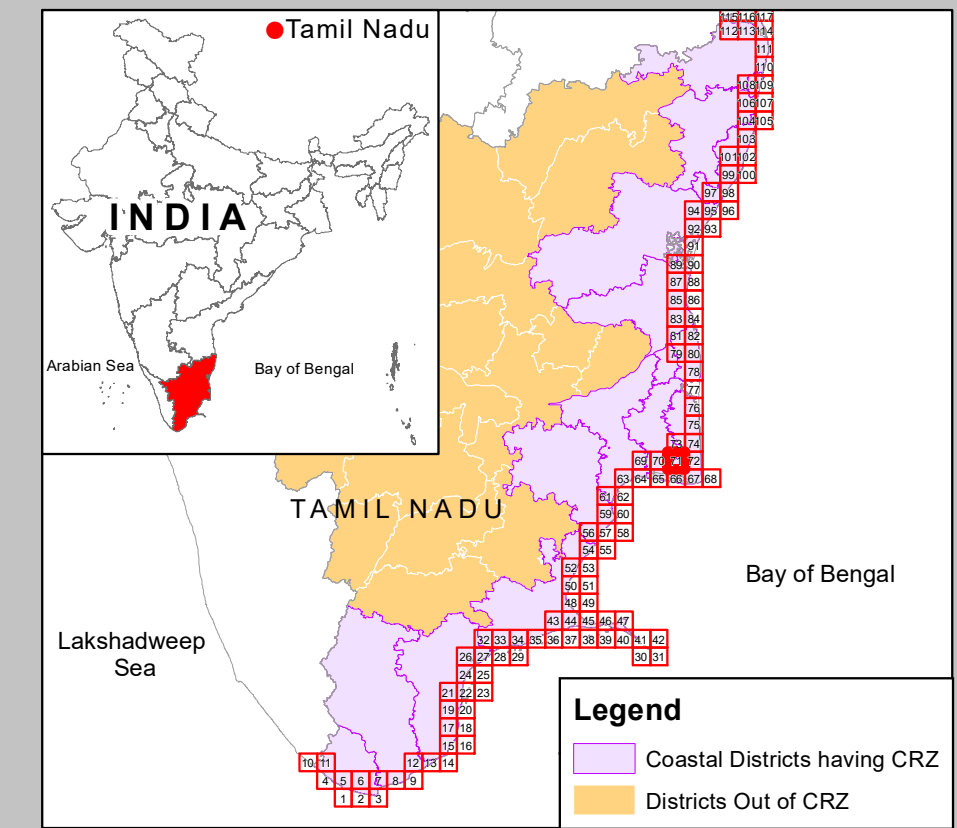 Tamil Nadu
INDIA
Arabian Sea
Bay of Bengal
115 116 117
112 113 114
111
110
108 109
106 107
104 105
103
101 102
99 100
97 98
94 95 96
92 93
91
89 90
87 88
85 86
83 84
81 82
79 80
78
77
76
75
73 74
69 70 71 72
63 64 65 66 67 68
61 62
TAMIL NADU
59 60
56 57 58
54 55
52 53
Bay of Bengal
50 51
48 49
43 44 45 46 47
Lakshadweep
Sea
32 33 34 35 36 37 38 39 40 41 42
26 27 28 29 30 31
24 25
21 22 23
19 20
17 18
15 16
10 11 12 13 14
4 5 6 7 8 9
1 2 3
Legend
Coastal Districts having CRZ
Districts Out of CRZ